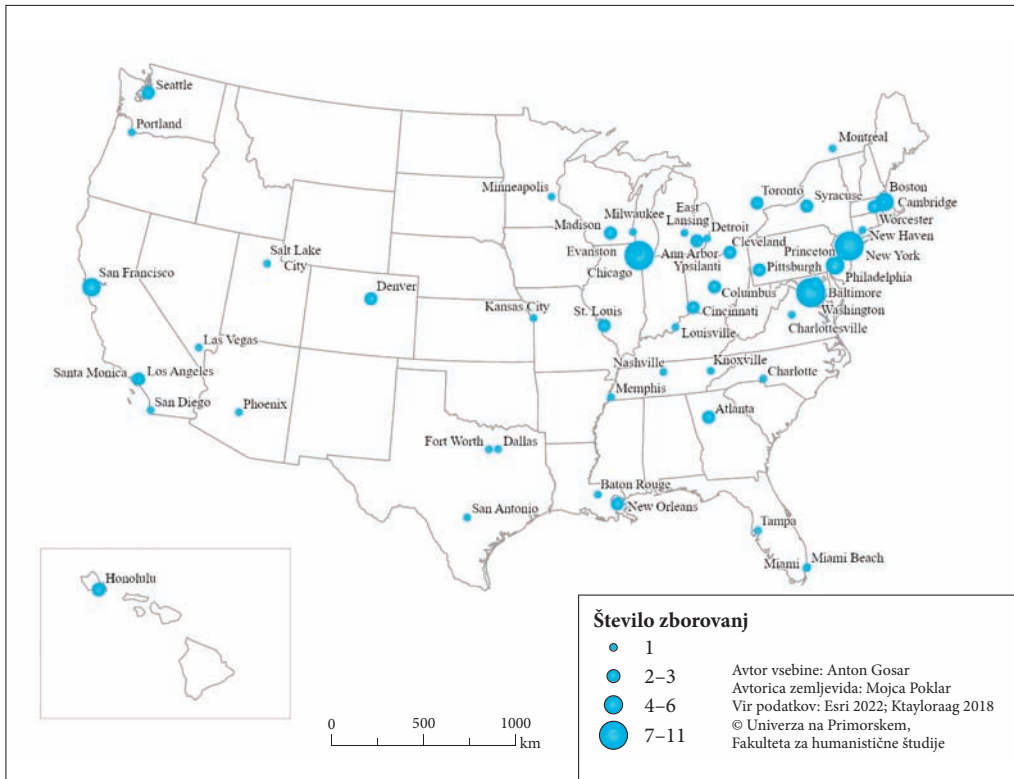 Seattle
Portland
Montreal
Minneapolis
Toronto
Syracuse
Boston
Cambridge
Worcester
New Haven
New York
Madison
Milwaukee
East
Lansing
Detroit
Cleveland
Evanston
Chicago
Ann Arbor
Ypsilanti
Princeton
Pittsburgh
Philadelphia
Baltimore
Washington
Salt Lake
City
San Francisco
Denver
Columbus
Kansas City
St. Louis
Cincinnati
Louisville
Charlottesville
Las Vegas
Nashville
Knoxville
Charlotte
Santa Monica
Los Angeles
Memphis
San Diego
Phoenix
Atlanta
Fort Worth
Dallas
Baton Rouge
New Orleans
San Antonio
Tampa
Miami
Miami Beach
Honolulu
Število zborovanj
1
2–3
4–6
7–11
Avtor vsebine: Anton Gosar
Avtorica zemljevida: Mojca Poklar
Vir podatkov: Esri 2022; Ktayloraag 2018
© Univerza na Primorskem,
Fakulteta za humanistične študije
0 500 1000
km